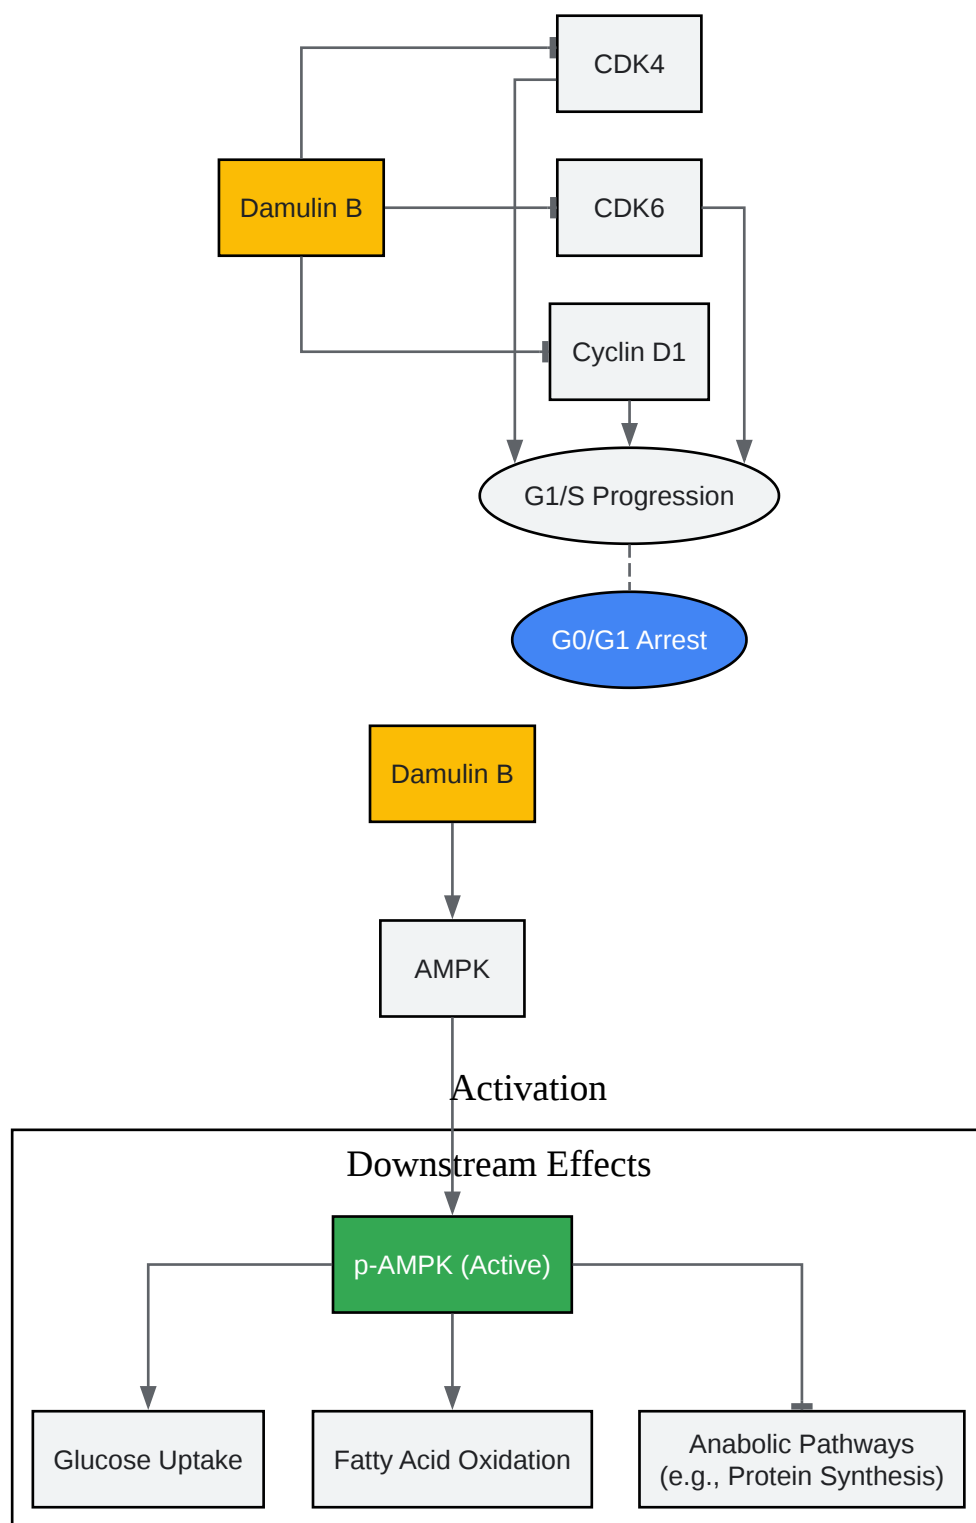 CDK4
Damulin B
CDK6
Cyclin D1
G1/S Progression
G0/G1 Arrest
Damulin B
AMPK
Activation
Downstream Effects
p-AMPK (Active)
Glucose Uptake
Fatty Acid Oxidation
Anabolic Pathways
(e.g., Protein Synthesis)